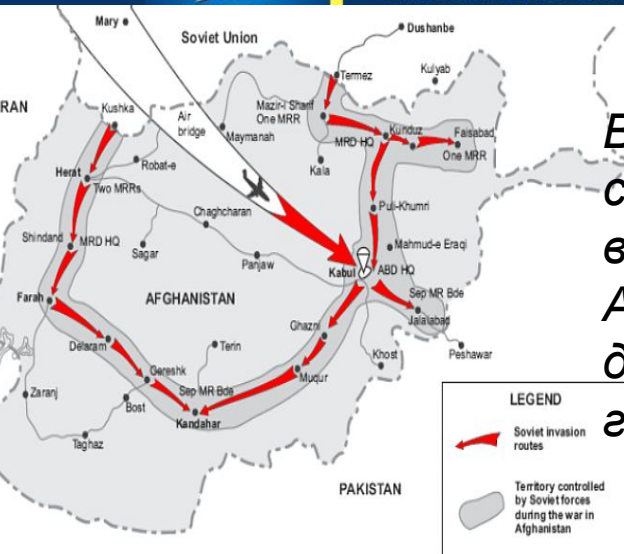 Mary
Dushanbe
Soviet Union
Kulyab
Termez
RAN
Kushka
Air
bridge
Mazir-i Sharif
One MRR
Maymanah
MRD HQ
Kunduz
Faisabad
One MRR
Robat-e
Kala
Herat
Two MRRs
Chaghcharan
Puli-Khumri
Shindand
MRD HQ
Sagar
Panjaw
Mahmud-e Eraqi
Kabul
ABD HQ
Farah
AFGHANISTAN
Sep MR Bde
Jalalabad
Ghazni
Delaram
Terin
Khost
Peshawar
Gereshk
Sep MR Bde
Muqur
Zaranj
Bost
Kandahar
Taghaz
PAKISTAN
LEGEND
Soviet invasion
routes
Territory controlled
by Soviet forces
during the war in
Afghanistan